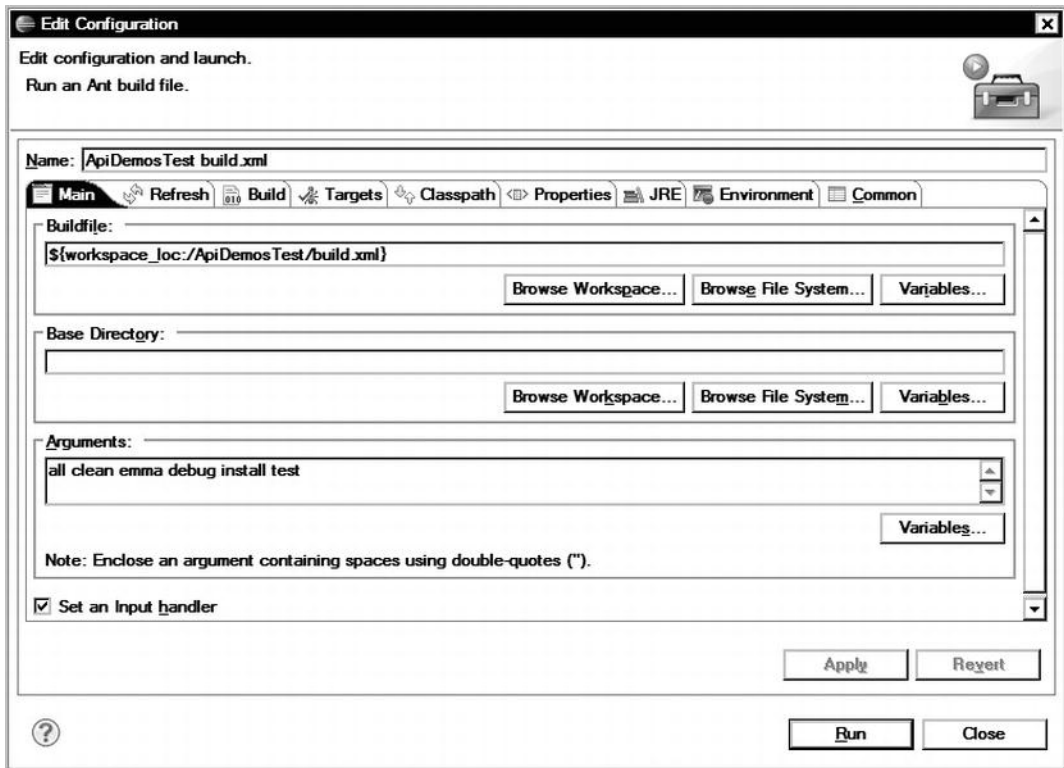 Edit Configuration
Edit configuration and launch.
Run an Ant build file.
Name: ApiDemosTest build.xml
Main Refresh Build Targets Classpath Properties JRE Environment Common
Buildfile:
${workspace_loc:/ApiDemosTest/build.xml}
Browse Workspace... Browse File System... Variables...
Base Directory:
Browse Workspace... Browse File System... Variables...
Arguments:
all clean emma debug install test
Variables...
Note: Enclose an argument containing spaces using double-quotes (").
Set an Input handler
Apply Revert
Run Close